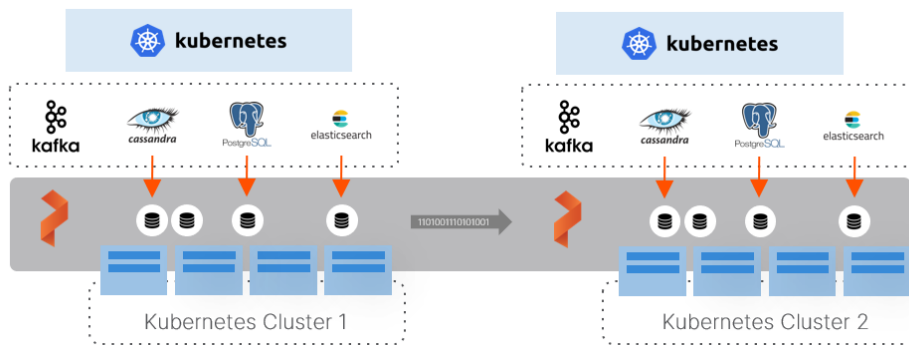 kubernetes
kubernetes
kafka
cassandra
PostgreSQL
elasticsearch
kafka
cassandra
PostgreSQL
elasticsearch
1101001110101001
Kubernetes Cluster 1
Kubernetes Cluster 2